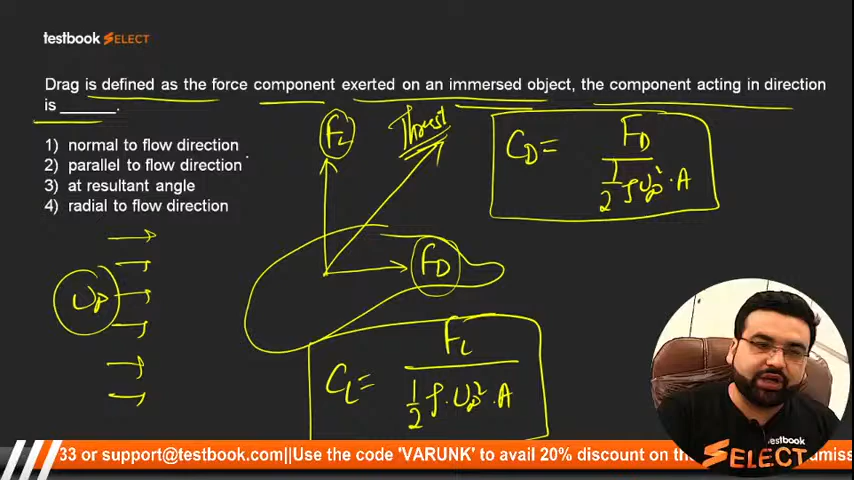 testbook SELECT
Drag is defined as the force component exerted on an immersed object, the component acting in direction
is ______.
1) normal to flow direction
2) parallel to flow direction
3) at resultant angle
4) radial to flow direction
FL
Thrust
CD = FD
1/2 ρU∞² · A
FD
U∞
CL = FL
1/2 ρ · U∞² · A
33 or support@testbook.com||Use the code 'VARUNK' to avail 20% discount on th
testbook
SELECT